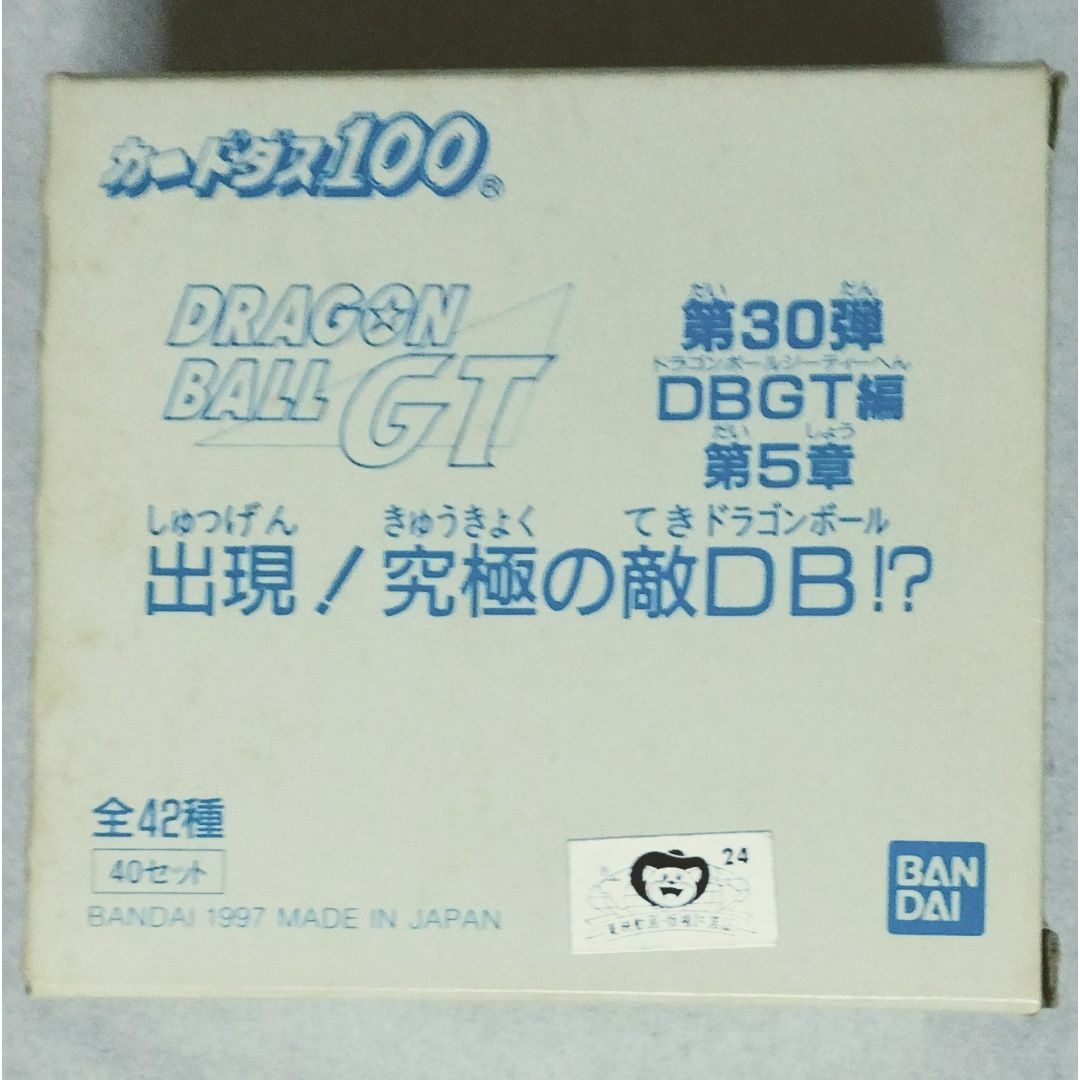 カードダス100®
DRAGON
BALL GT
だい だん
第30弾
ドラゴンボールジーティーへん
DBGT編
だい しょう
第5章
しゅつげん きゅうきょく てきドラゴンボール
出現!究極の敵DB!?
全42種
40セット
BANDAI 1997 MADE IN JAPAN
24
BAN
DAI